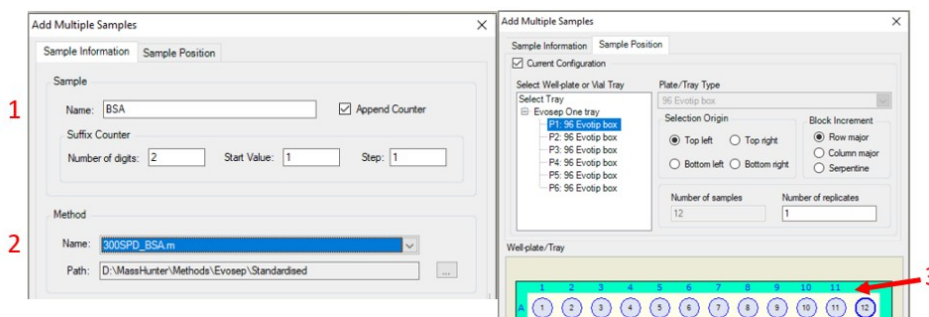 Add Multiple Samples
Sample Information Sample Position
Sample
1
Name: BSA Append Counter
Suffix Counter
Number of digits: 2 Start Value: 1 Step: 1
Method
2
Name: 300SPD_BSA.m
Path: D:\MassHunter\Methods\Evosep\Standardised ...
Add Multiple Samples
Sample Information Sample Position
Current Configuration
Select Well-plate or Vial Tray
Select Tray
Evosep One tray
P1: 96 Evotip box
P2: 96 Evotip box
P3: 96 Evotip box
P4: 96 Evotip box
P5: 96 Evotip box
P6: 96 Evotip box
Plate/Tray Type
96 Evotip box
Selection Origin
Top left Top right
Bottom left Bottom right
Block Increment
Row major
Column major
Serpentine
Number of samples Number of replicates
12 1
Well-plate/Tray
1 2 3 4 5 6 7 8 9 10 11
A 1 2 3 4 5 6 7 8 9 10 11 12